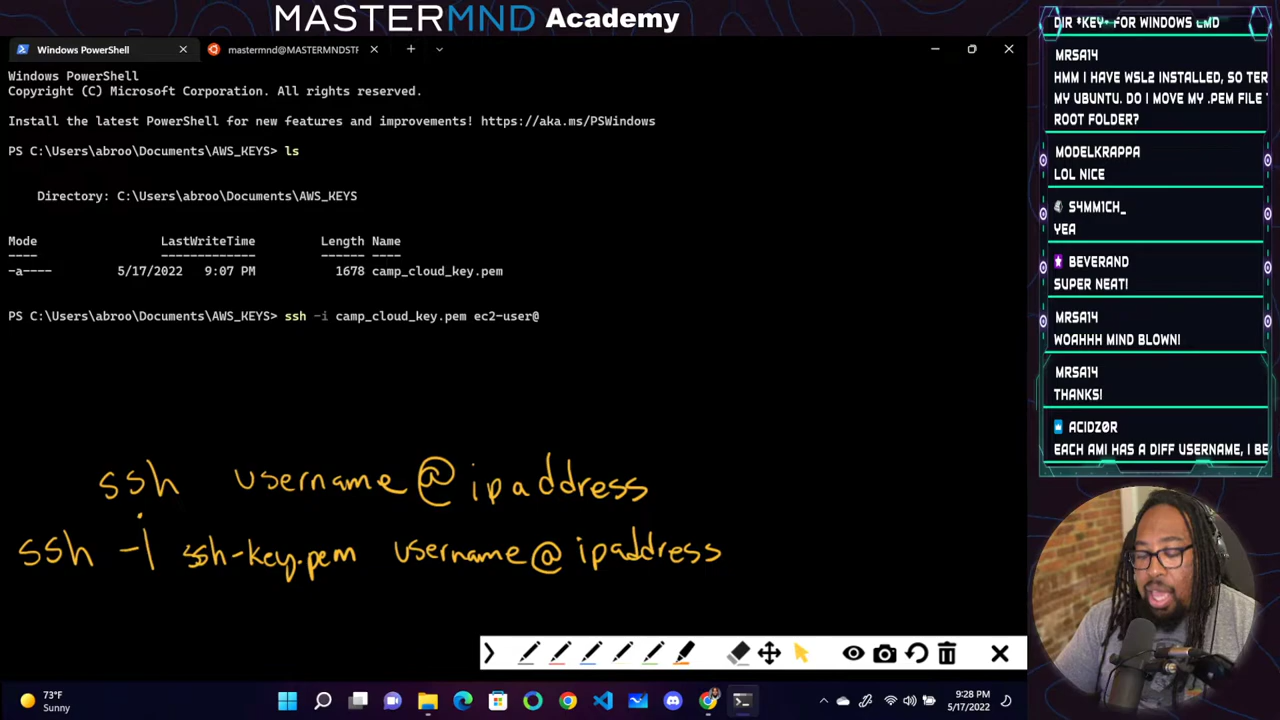 MASTERMND Academy
Windows PowerShell
mastermnd@MASTERMNDSTF
Windows PowerShell
Copyright (C) Microsoft Corporation. All rights reserved.
Install the latest PowerShell for new features and improvements! https://aka.ms/PSWindows
PS C:\Users\abroo\Documents\AWS_KEYS> ls
Directory: C:\Users\abroo\Documents\AWS_KEYS
Mode LastWriteTime Length Name
---- ------------- ------ ----
-a---- 5/17/2022 9:07 PM 1678 camp_cloud_key.pem
PS C:\Users\abroo\Documents\AWS_KEYS> ssh -i camp_cloud_key.pem ec2-user@
ssh username@ipaddress
ssh -i ssh-key.pem username@ipaddress
DIR *KEY* FOR WINDOWS CMD
MRSA14
HMM I HAVE WSL2 INSTALLED, SO TER
MY UBUNTU. DO I MOVE MY .PEM FILE T
ROOT FOLDER?
MODELKRAPPA
LOL NICE
S4MM1CH_
YEA
BEVERAND
SUPER NEAT!
MRSA14
WOAHHH MIND BLOWN!
MRSA14
THANKS!
ACIDZ0R
EACH AMI HAS A DIFF USERNAME, I BE
73°F
Sunny
9:28 PM
5/17/2022